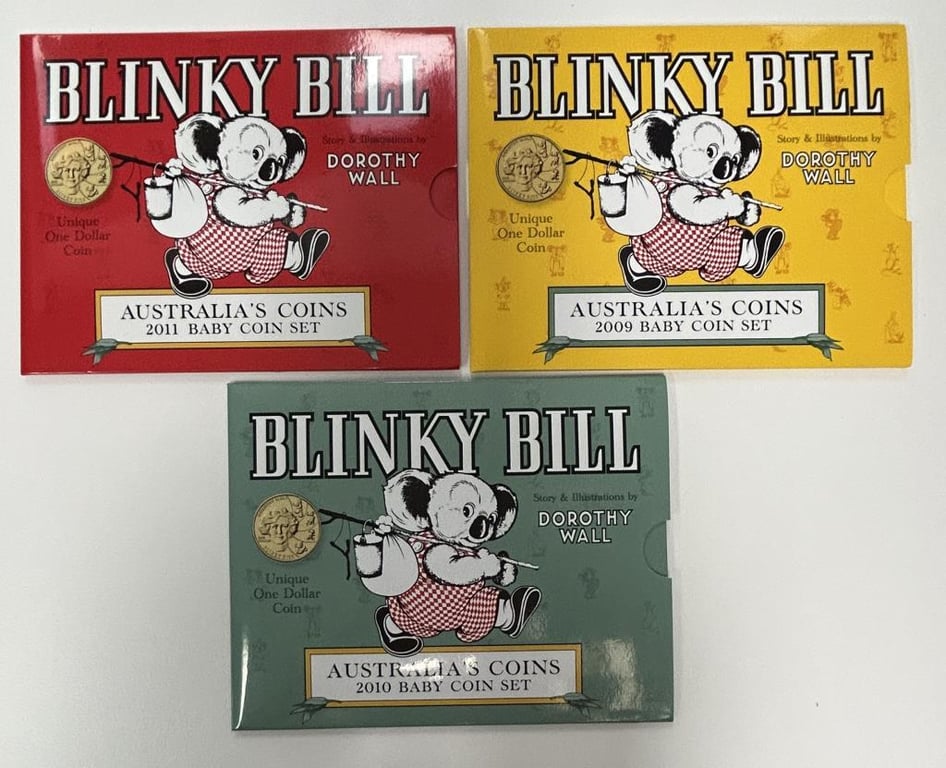 BLINKY BILL
Story & Illustrations by
DOROTHY
WALL
Unique
One Dollar
Coin
AUSTRALIA'S COINS
2011 BABY COIN SET
BLINKY BILL
Story & Illustrations by
DOROTHY
WALL
Unique
One Dollar
Coin
AUSTRALIA'S COINS
2009 BABY COIN SET
BLINKY BILL
Story & Illustrations by
DOROTHY
WALL
Unique
One Dollar
Coin
AUSTRALIA'S COINS
2010 BABY COIN SET